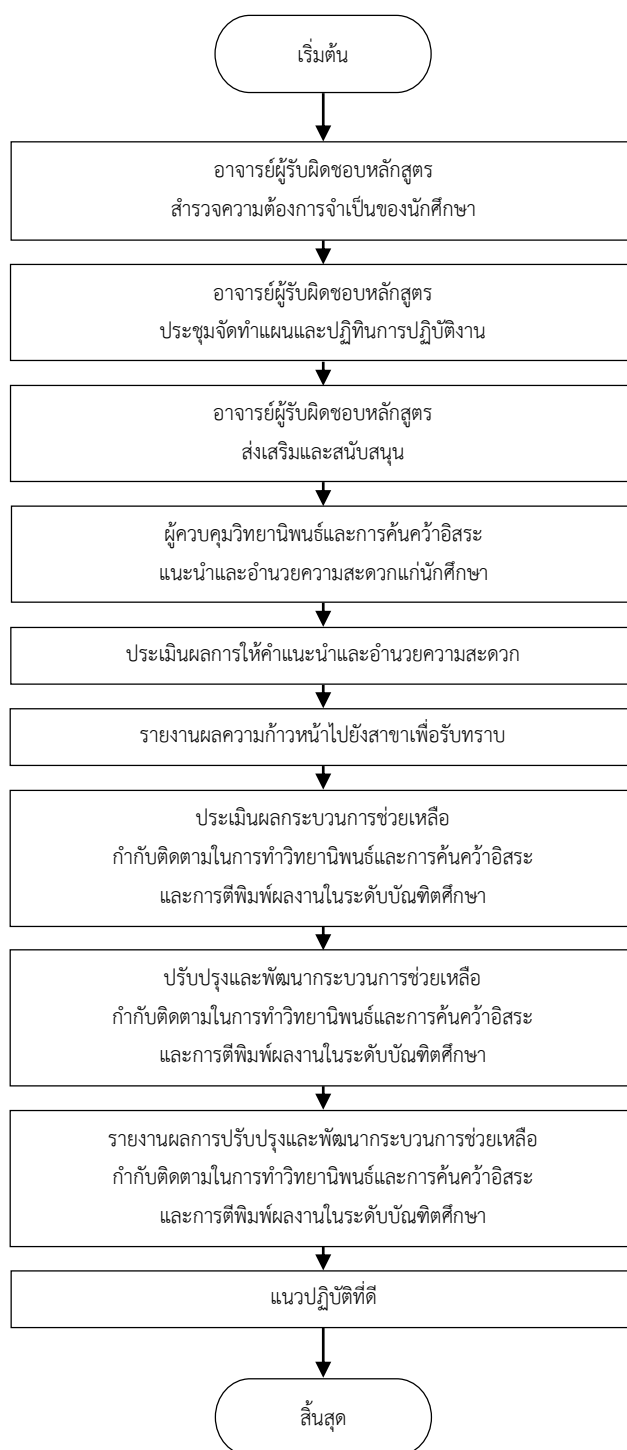 เริ่มต้น
อาจารย์ผู้รับผิดชอบหลักสูตร
สำรวจความต้องการจำเป็นของนักศึกษา
อาจารย์ผู้รับผิดชอบหลักสูตร
ประชุมจัดทำแผนและปฏิทินการปฏิบัติงาน
อาจารย์ผู้รับผิดชอบหลักสูตร
ส่งเสริมและสนับสนุน
ผู้ควบคุมวิทยานิพนธ์และการค้นคว้าอิสระ
แนะนำและอำนวยความสะดวกแก่นักศึกษา
ประเมินผลการให้คำแนะนำและอำนวยความสะดวก
รายงานผลความก้าวหน้าไปยังสาขาเพื่อรับทราบ
ประเมินผลกระบวนการช่วยเหลือ
กำกับติดตามในการทำวิทยานิพนธ์และการค้นคว้าอิสระ
และการตีพิมพ์ผลงานในระดับบัณฑิตศึกษา
ปรับปรุงและพัฒนากระบวนการช่วยเหลือ
กำกับติดตามในการทำวิทยานิพนธ์และการค้นคว้าอิสระ
และการตีพิมพ์ผลงานในระดับบัณฑิตศึกษา
รายงานผลการปรับปรุงและพัฒนากระบวนการช่วยเหลือ
กำกับติดตามในการทำวิทยานิพนธ์และการค้นคว้าอิสระ
และการตีพิมพ์ผลงานในระดับบัณฑิตศึกษา
แนวปฏิบัติที่ดี
สิ้นสุด